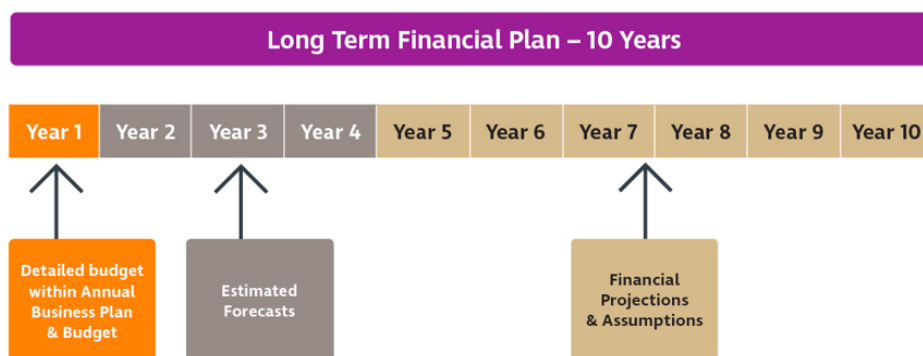 Long Term Financial Plan – 10 Years
Year 1 Year 2 Year 3 Year 4 Year 5 Year 6 Year 7 Year 8 Year 9 Year 10
Detailed budget
within Annual
Business Plan
& Budget
Estimated
Forecasts
Financial
Projections
& Assumptions